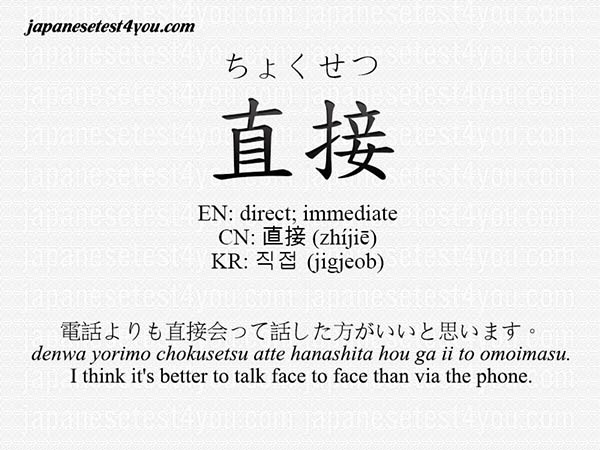 japanesetest4you.com
ちょくせつ
直接
EN: direct; immediate
CN: 直接 (zhíjiē)
KR: 직접 (jigjeob)
電話よりも直接会って話した方がいいと思います。
denwa yorimo chokusetsu atte hanashita hou ga ii to omoimasu.
I think it's better to talk face to face than via the phone.